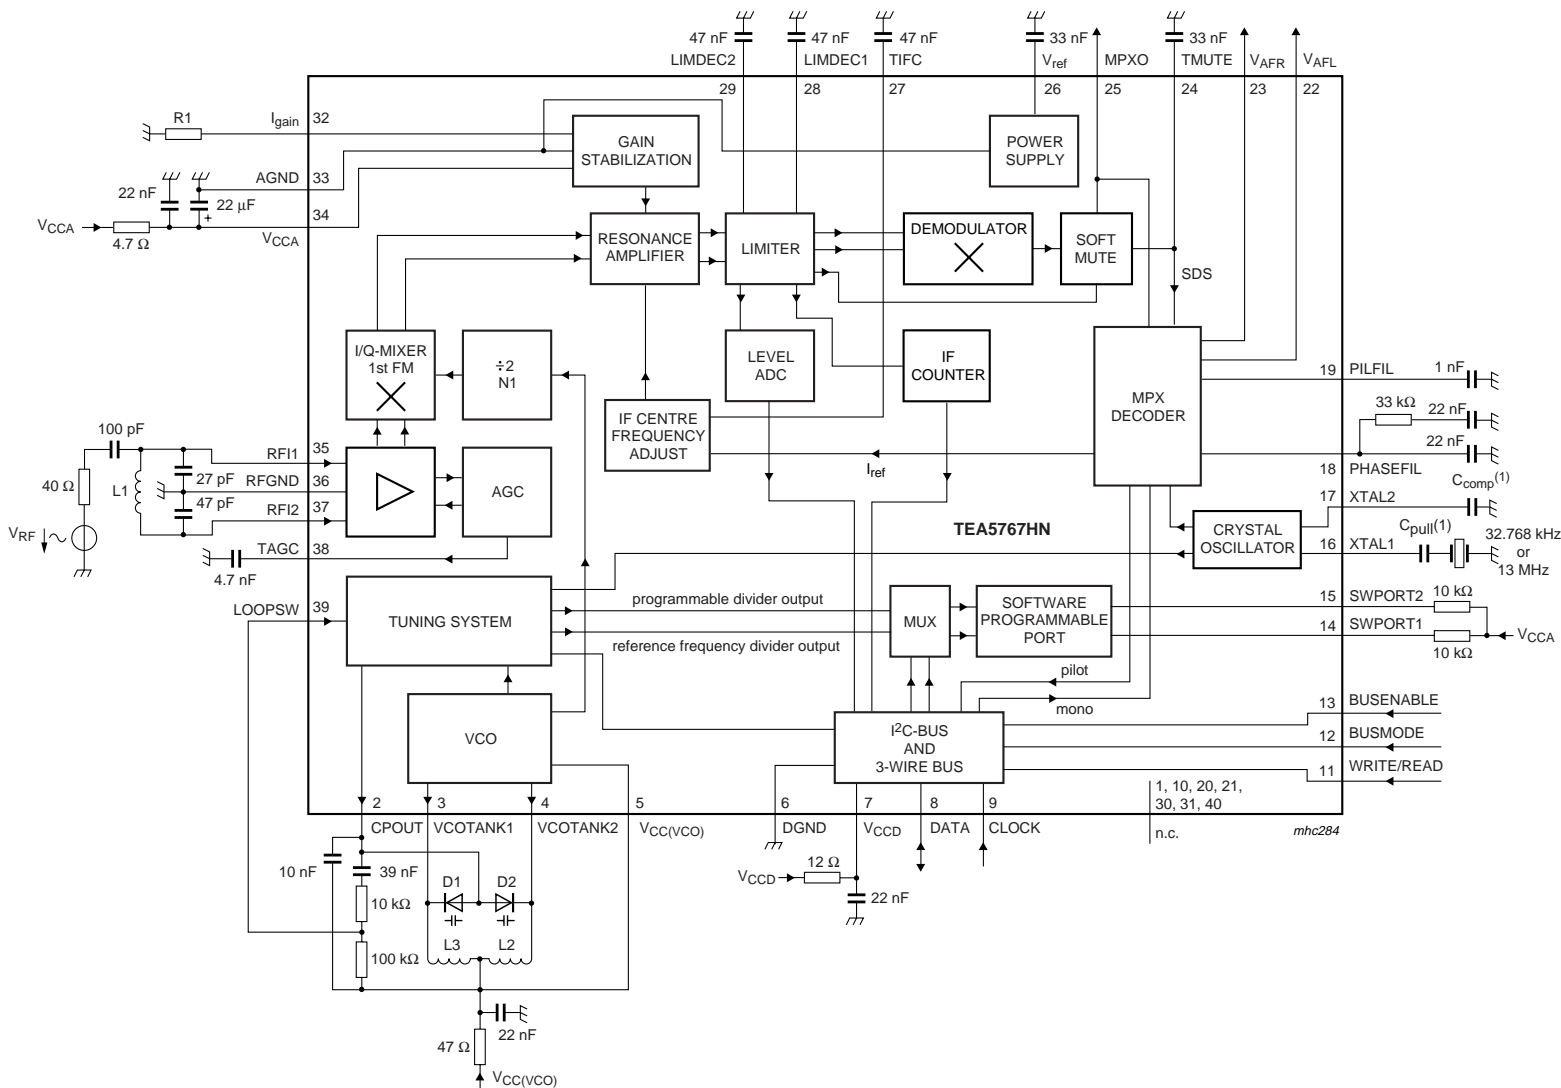 47 nF
47 nF
47 nF
33 nF
33 nF
LIMDEC2
LIMDEC1
TIFC
Vref
MPXO
TMUTE
VAFR
VAFL
29
28
27
26
25
24
23
22
R1
Igain
32
GAIN
STABILIZATION
POWER
SUPPLY
AGND
33
22 nF
22 μF
+
34
VCCA
4.7 Ω
VCCA
RESONANCE
AMPLIFIER
LIMITER
DEMODULATOR
SOFT
MUTE
SDS
I/Q-MIXER
1st FM
÷2
N1
LEVEL
ADC
IF
COUNTER
MPX
DECODER
19
PILFIL
1 nF
IF CENTRE
FREQUENCY
ADJUST
33 kΩ
22 nF
22 nF
Iref
18
PHASEFIL
100 pF
RFI1
35
27 pF
40 Ω
L1
RFGND
36
47 pF
RFI2
37
VRF
AGC
TAGC
38
4.7 nF
Ccomp(1)
17
XTAL2
TEA5767HN
CRYSTAL
OSCILLATOR
Cpull(1)
16
XTAL1
32.768 kHz
or
13 MHz
LOOPSW
39
TUNING SYSTEM
programmable divider output
reference frequency divider output
MUX
SOFTWARE
PROGRAMMABLE
PORT
15
SWPORT2
10 kΩ
14
SWPORT1
10 kΩ
VCCA
pilot
mono
VCO
I2C-BUS
AND
3-WIRE BUS
13
BUSENABLE
12
BUSMODE
11
WRITE/READ
1, 10, 20, 21,
30, 31, 40
n.c.
mhc284
2
3
4
5
6
7
8
9
CPOUT
VCOTANK1
VCOTANK2
VCC(VCO)
DGND
VCCD
DATA
CLOCK
10 nF
39 nF
10 kΩ
100 kΩ
D1
D2
L3
L2
VCCD
12 Ω
22 nF
22 nF
47 Ω
VCC(VCO)